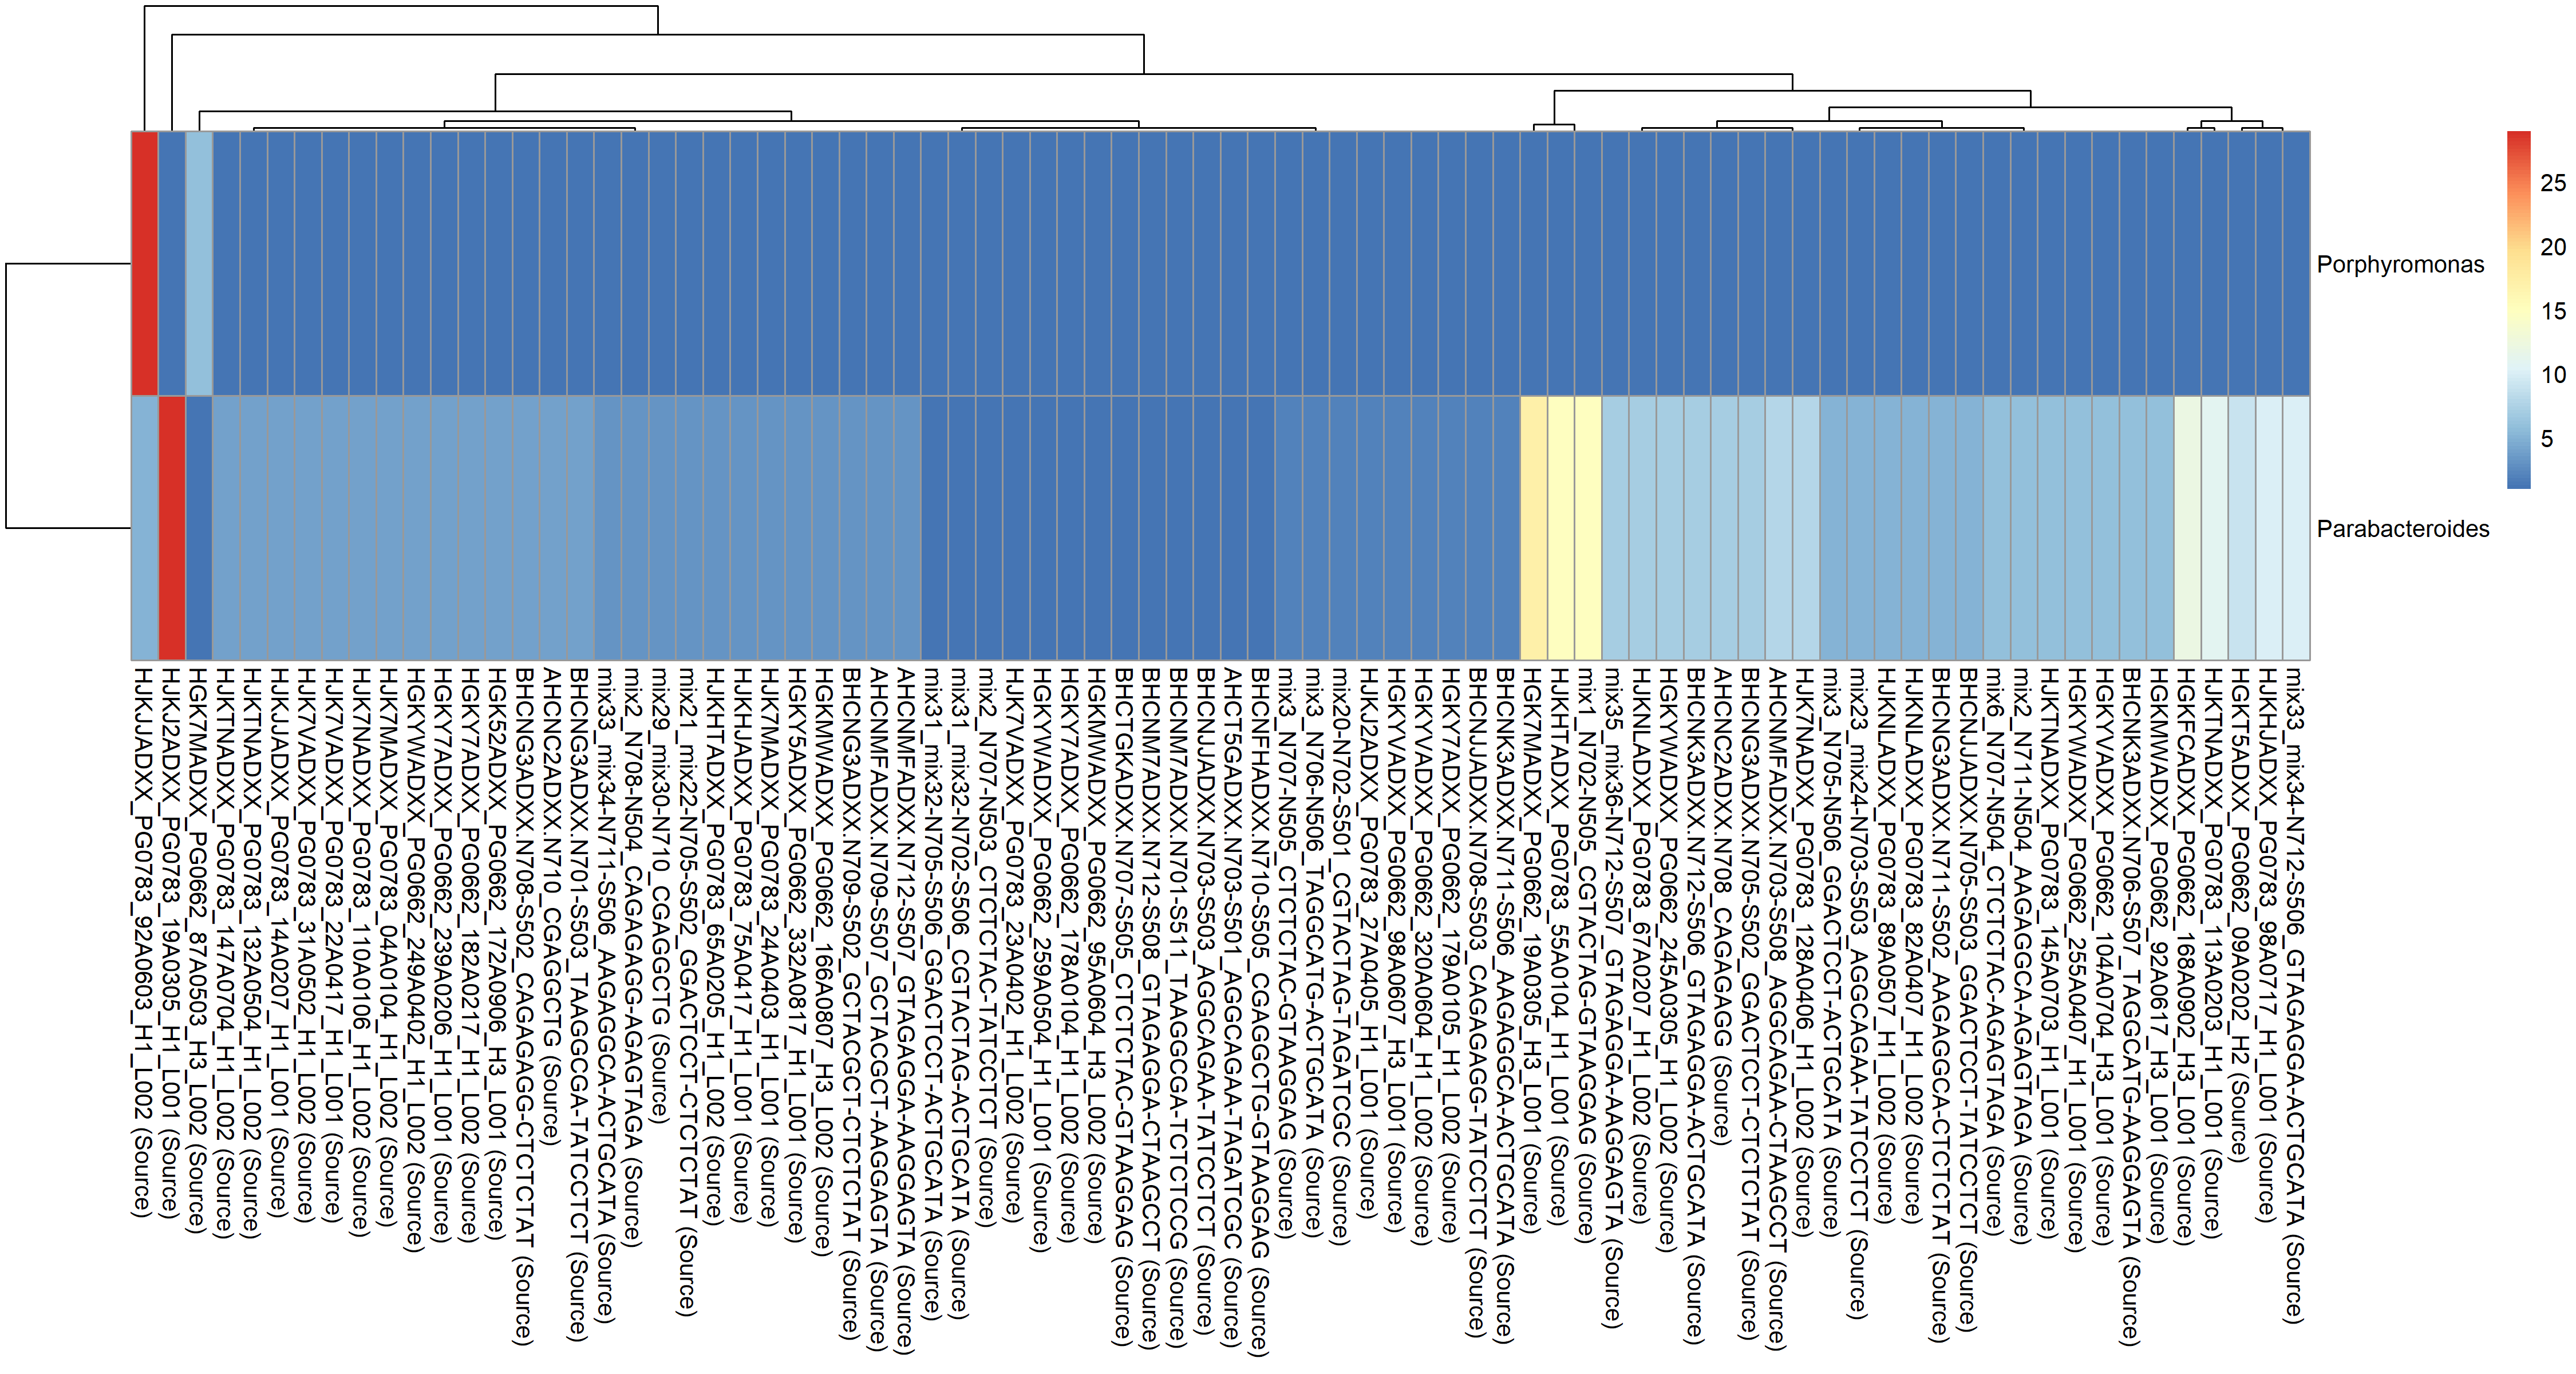 25
20
15
10
5
Porphyromonas
Parabacteroides
HJKJJADXX_PG0783_92A0603_H1_L002 (Source)
HJKJ2ADXX_PG0783_19A0305_H1_L001 (Source)
HGK7MADXX_PG0662_87A0503_H3_L002 (Source)
HJKTNADXX_PG0783_147A0704_H1_L002 (Source)
HJKTNADXX_PG0783_132A0504_H1_L002 (Source)
HJKJJADXX_PG0783_14A0207_H1_L001 (Source)
HJK7VADXX_PG0783_31A0502_H1_L002 (Source)
HJK7VADXX_PG0783_22A0417_H1_L001 (Source)
HJK7NADXX_PG0783_110A0106_H1_L002 (Source)
HJK7MADXX_PG0783_04A0104_H1_L002 (Source)
HGKYWADXX_PG0662_249A0402_H1_L002 (Source)
HGKY7ADXX_PG0662_239A0206_H1_L001 (Source)
HGKY7ADXX_PG0662_182A0217_H1_L002 (Source)
HGK52ADXX_PG0662_172A0906_H3_L001 (Source)
BHCNG3ADXX.N708-S502_CAGAGAGG-CTCTCTAT (Source)
AHCNC2ADXX.N710_CGAGGCTG (Source)
BHCNG3ADXX.N701-S503_TAAGGCGA-TATCCTCT (Source)
mix33_mix34-N711-S506_AAGAGGCA-ACTGCATA (Source)
mix2_N708-N504_CAGAGAGG-AGAGTAGA (Source)
mix29_mix30-N710_CGAGGCTG (Source)
mix21_mix22-N705-S502_GGACTCCT-CTCTCTAT (Source)
HJKHTADXX_PG0783_65A0205_H1_L002 (Source)
HJKHJADXX_PG0783_75A0417_H1_L001 (Source)
HJK7MADXX_PG0783_24A0403_H1_L001 (Source)
HGKY5ADXX_PG0662_332A0817_H1_L001 (Source)
HGKMWADXX_PG0662_166A0807_H3_L002 (Source)
BHCNG3ADXX.N709-S502_GCTACGCT-CTCTCTAT (Source)
AHCNMFADXX.N709-S507_GCTACGCT-AAGGAGTA (Source)
AHCNMFADXX.N712-S507_GTAGAGGA-AAGGAGTA (Source)
mix31_mix32-N705-S506_GGACTCCT-ACTGCATA (Source)
mix31_mix32-N702-S506_CGTACTAG-ACTGCATA (Source)
mix2_N707-N503_CTCTCTAC-TATCCTCT (Source)
HJK7VADXX_PG0783_23A0402_H1_L002 (Source)
HGKYWADXX_PG0662_259A0504_H1_L001 (Source)
HGKY7ADXX_PG0662_178A0104_H1_L002 (Source)
HGKMWADXX_PG0662_95A0604_H3_L002 (Source)
BHCTGKADXX.N707-S505_CTCTCTAC-GTAAGGAG (Source)
BHCNM7ADXX.N712-S508_GTAGAGGA-CTAAGCCT (Source)
BHCNM7ADXX.N701-S511_TAAGGCGA-TCTCTCCG (Source)
BHCNJJADXX.N703-S503_AGGCAGAA-TATCCTCT (Source)
AHCT5GADXX.N703-S501_AGGCAGAA-TAGATCGC (Source)
BHCNFHADXX.N710-S505_CGAGGCTG-GTAAGGAG (Source)
mix3_N707-N505_CTCTCTAC-GTAAGGAG (Source)
mix3_N706-N506_TAGGCATG-ACTGCATA (Source)
mix20-N702-S501_CGTACTAG-TAGATCGC (Source)
HJKJ2ADXX_PG0783_27A0405_H1_L001 (Source)
HGKYVADXX_PG0662_98A0607_H3_L001 (Source)
HGKYVADXX_PG0662_320A0604_H1_L002 (Source)
HGKY7ADXX_PG0662_179A0105_H1_L002 (Source)
BHCNJJADXX.N708-S503_CAGAGAGG-TATCCTCT (Source)
BHCNK3ADXX.N711-S506_AAGAGGCA-ACTGCATA (Source)
HGK7MADXX_PG0662_19A0305_H3_L001 (Source)
HJKHTADXX_PG0783_55A0104_H1_L001 (Source)
mix1_N702-N505_CGTACTAG-GTAAGGAG (Source)
mix35_mix36-N712-S507_GTAGAGGA-AAGGAGTA (Source)
HJKNLADXX_PG0783_67A0207_H1_L002 (Source)
HGKYWADXX_PG0662_245A0305_H1_L002 (Source)
BHCNK3ADXX.N712-S506_GTAGAGGA-ACTGCATA (Source)
AHCNC2ADXX.N708_CAGAGAGG (Source)
BHCNG3ADXX.N705-S502_GGACTCCT-CTCTCTAT (Source)
AHCNMFADXX.N703-S508_AGGCAGAA-CTAAGCCT (Source)
HJK7NADXX_PG0783_128A0406_H1_L002 (Source)
mix3_N705-N506_GGACTCCT-ACTGCATA (Source)
mix23_mix24-N703-S503_AGGCAGAA-TATCCTCT (Source)
HJKNLADXX_PG0783_89A0507_H1_L002 (Source)
HJKNLADXX_PG0783_82A0407_H1_L002 (Source)
BHCNG3ADXX.N711-S502_AAGAGGCA-CTCTCTAT (Source)
BHCNJJADXX.N705-S503_GGACTCCT-TATCCTCT (Source)
mix6_N707-N504_CTCTCTAC-AGAGTAGA (Source)
mix2_N711-N504_AAGAGGCA-AGAGTAGA (Source)
HJKTNADXX_PG0783_145A0703_H1_L001 (Source)
HGKYWADXX_PG0662_255A0407_H1_L001 (Source)
HGKYVADXX_PG0662_104A0704_H3_L001 (Source)
BHCNK3ADXX.N706-S507_TAGGCATG-AAGGAGTA (Source)
HGKMWADXX_PG0662_92A0617_H3_L001 (Source)
HGKFCADXX_PG0662_168A0902_H3_L001 (Source)
HJKTNADXX_PG0783_113A0203_H1_L001 (Source)
HGKT5ADXX_PG0662_09A0202_H2 (Source)
HJKHJADXX_PG0783_98A0717_H1_L001 (Source)
mix33_mix34-N712-S506_GTAGAGGA-ACTGCATA (Source)